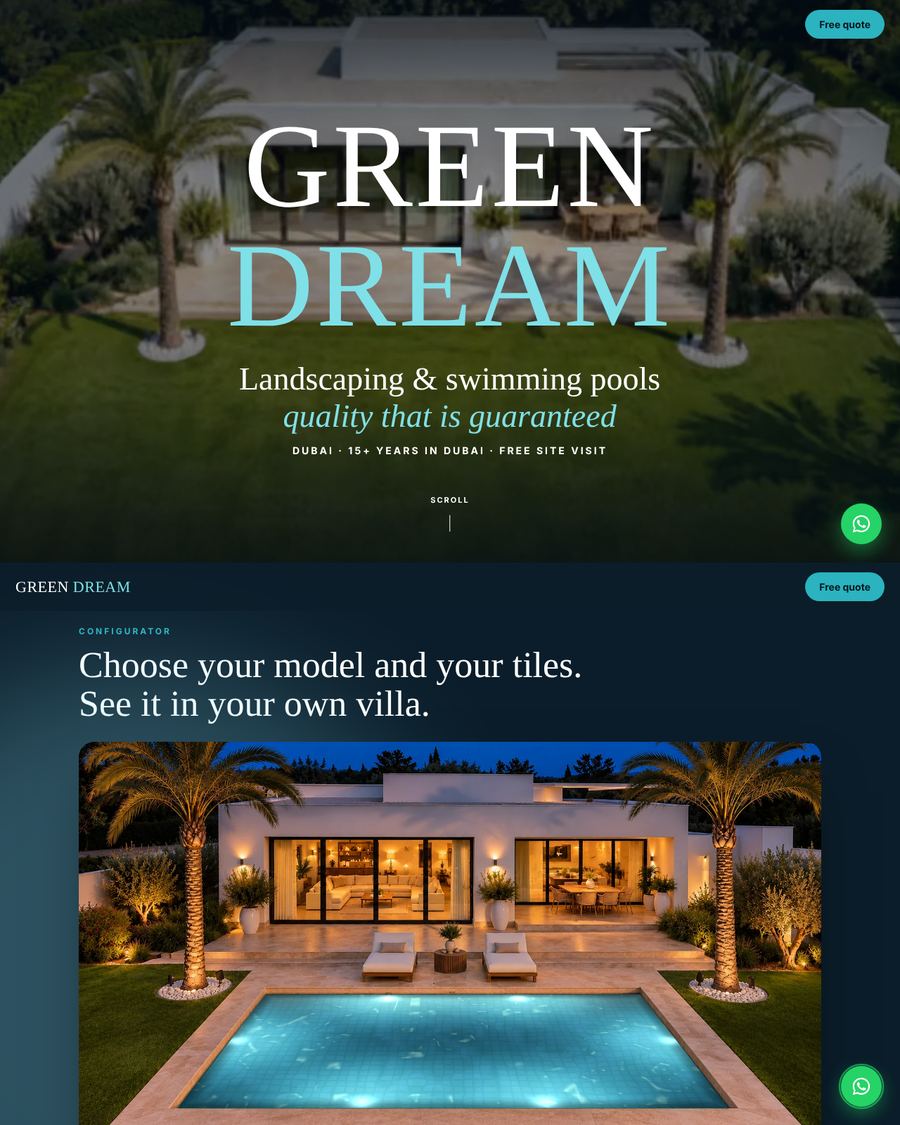 Free quote
GREEN
DREAM
Landscaping & swimming pools
quality that is guaranteed
DUBAI · 15+ YEARS IN DUBAI · FREE SITE VISIT
SCROLL
GREEN DREAM
Free quote
CONFIGURATOR
Choose your model and your tiles.
See it in your own villa.